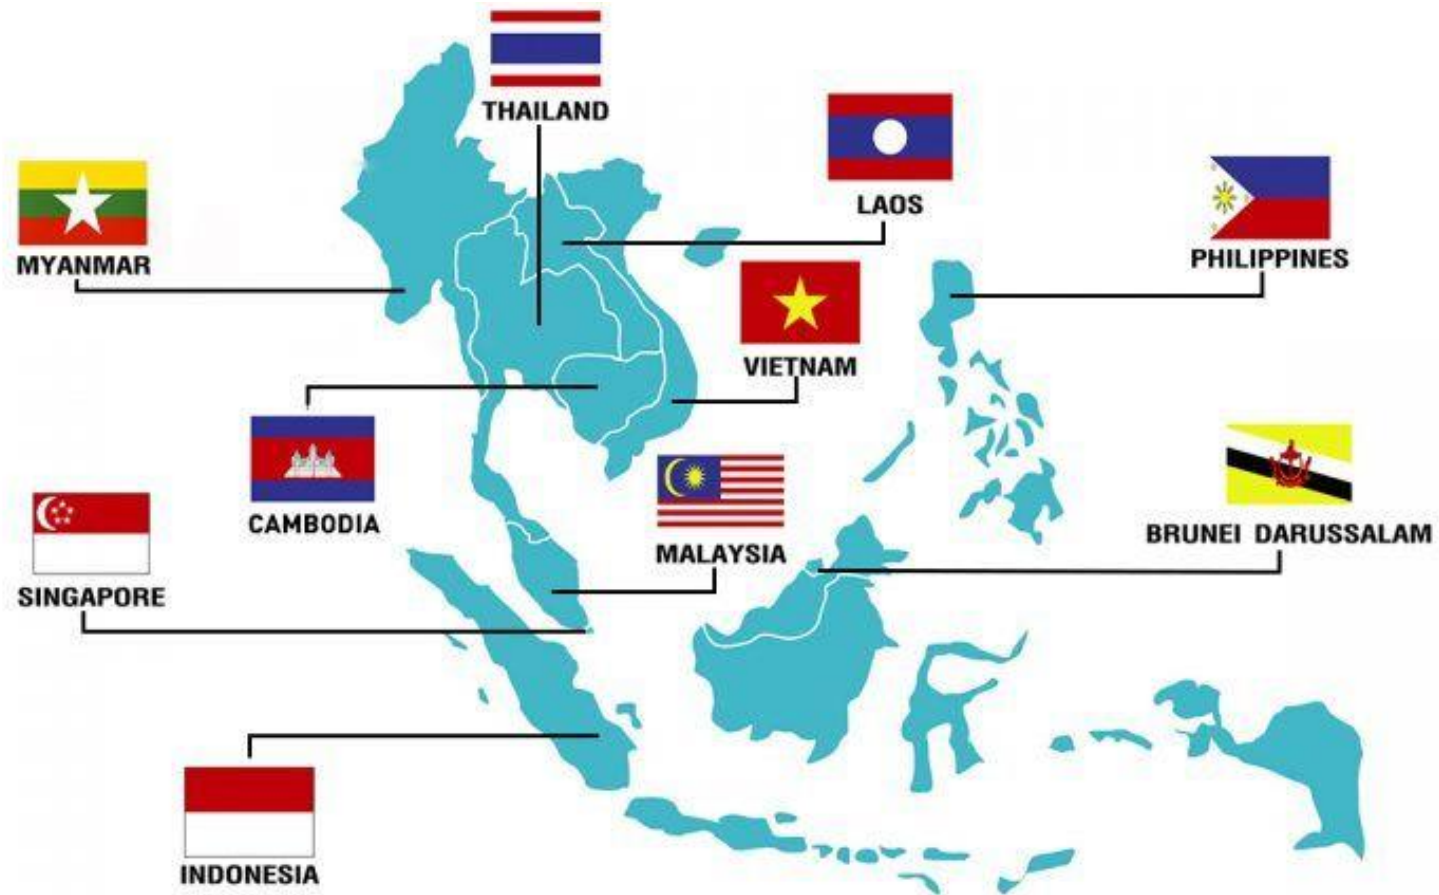 THAILAND
LAOS
MYANMAR
PHILIPPINES
VIETNAM
CAMBODIA
MALAYSIA
BRUNEI DARUSSALAM
SINGAPORE
INDONESIA